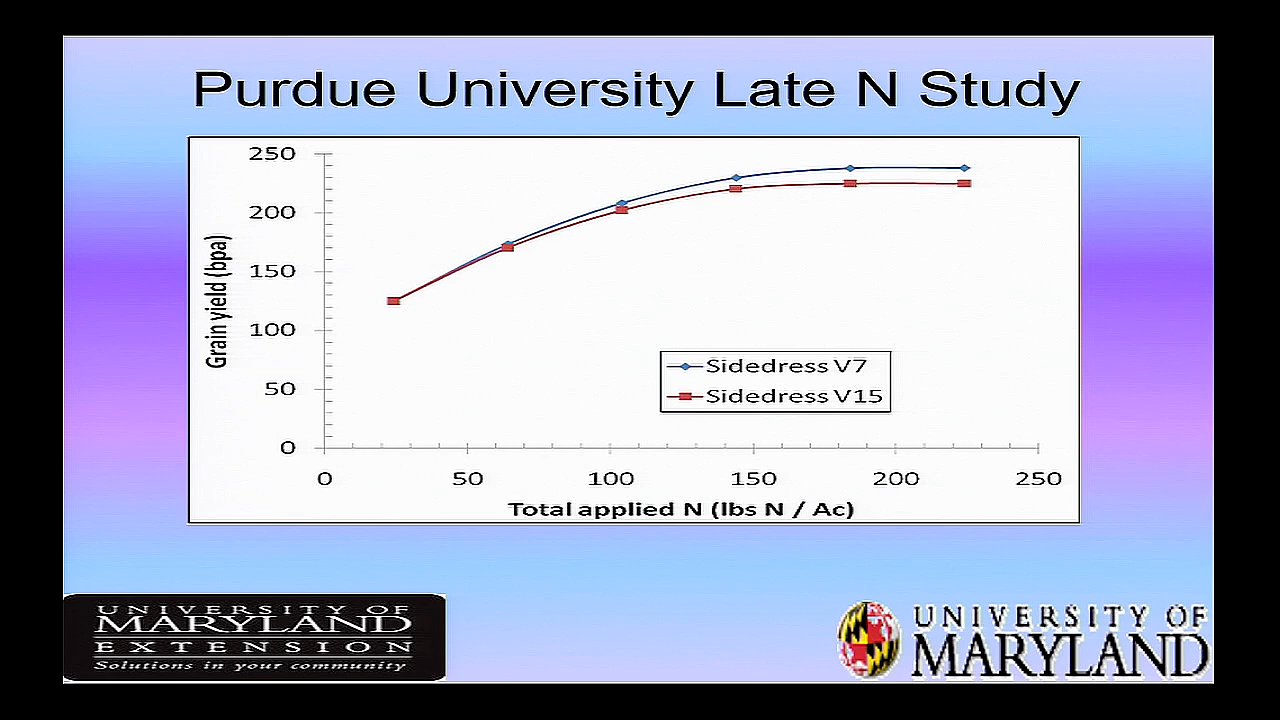 Purdue University Late N Study
250
200
150
100
50
0
Grain yield (bpa)
Sidedress V7
Sidedress V15
0 50 100 150 200 250
Total applied N (lbs N / Ac)
UNIVERSITY OF
MARYLAND
EXTENSION
Solutions in your community
UNIVERSITY OF
MARYLAND